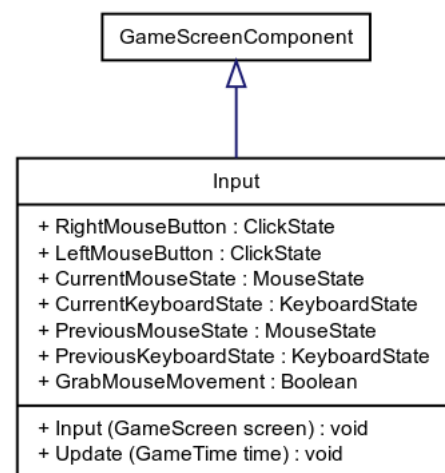 GameScreenComponent
Input
+ RightMouseButton : ClickState
+ LeftMouseButton : ClickState
+ CurrentMouseState : MouseState
+ CurrentKeyboardState : KeyboardState
+ PreviousMouseState : MouseState
+ PreviousKeyboardState : KeyboardState
+ GrabMouseMovement : Boolean
+ Input (GameScreen screen) : void
+ Update (GameTime time) : void